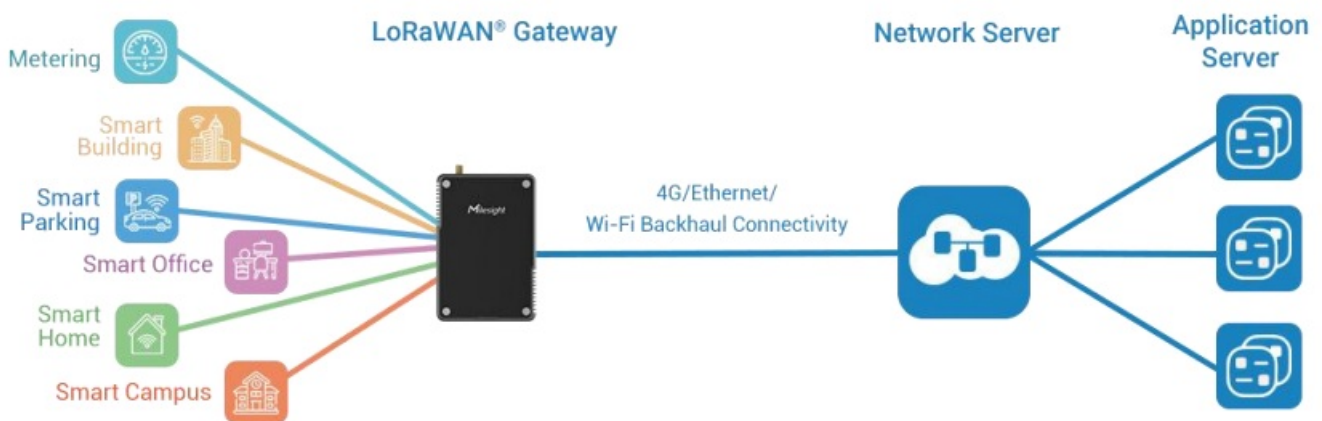 LoRaWAN® Gateway
Network Server
Application
Server
Metering
Smart
Building
Smart
Parking
Smart Office
Smart
Home
Smart Campus
Milesight
4G/Ethernet/
Wi-Fi Backhaul Connectivity